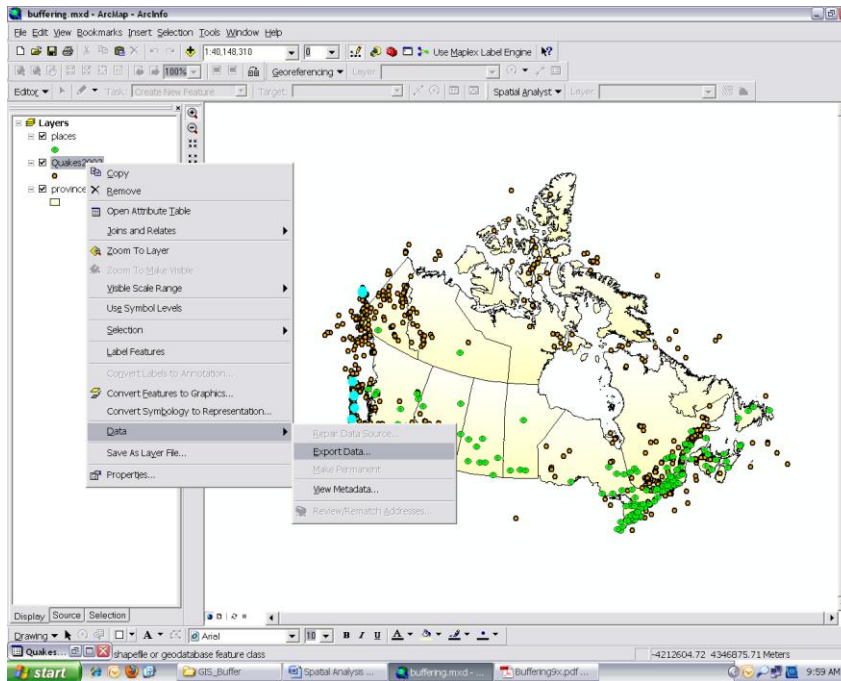 buffering.mxd - ArcMap - ArcInfo
File Edit View Bookmarks Insert Selection Tools Window Help
1:40,148,310 0 Use Maplex Label Engine
100% Georeferencing Layer:
Editor Task: Create New Feature Target: Spatial Analyst Layer:
Layers
places
Quakes2002
province
Copy
Remove
Open Attribute Table
Joins and Relates
Zoom To Layer
Zoom To Make Visible
Visible Scale Range
Use Symbol Levels
Selection
Label Features
Convert Labels to Annotation...
Convert Features to Graphics...
Convert Symbology to Representation...
Data
Save As Layer File...
Properties...
Repair Data Source...
Export Data...
Make Permanent
View Metadata...
Review/Rematch Addresses...
Display Source Selection
Drawing A Ariel 10 B I U A
Quakes... shapefile or geodatabase feature class -4212604.72 4346875.71 Meters
start GIS_Buffer Spatial Analysis ... buffering.mxd - ... Buffering9x.pdf ... 9:59 AM